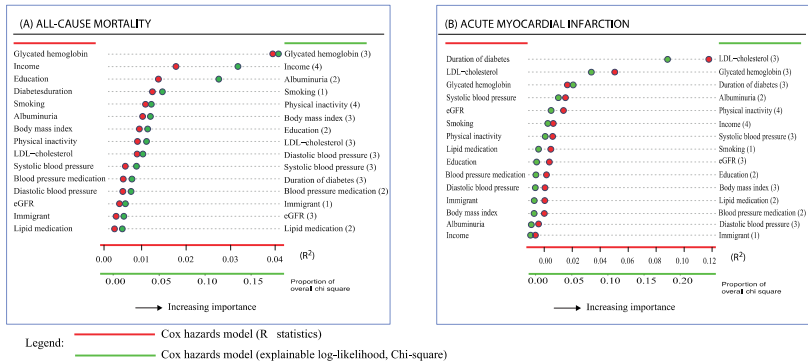 (A) ALL-CAUSE MORTALITY
Glycated hemoglobin
Income
Education
Diabetesduration
Smoking
Albuminuria
Body mass index
Physical inactivity
LDL-cholesterol
Systolic blood pressure
Blood pressure medication
Diastolic blood pressure
eGFR
Immigrant
Lipid medication
Glycated hemoglobin (3)
Income (4)
Albuminuria (2)
Smoking (1)
Physical inactivity (4)
Body mass index (3)
Education (2)
LDL-cholesterol (3)
Diastolic blood pressure (3)
Systolic blood pressure (3)
Duration of diabetes (3)
Blood pressure medication (2)
Immigrant (1)
eGFR (3)
Lipid medication (2)
0.00 0.01 0.02 0.03 0.04 (R²)
0.00 0.05 0.10 0.15 Proportion of
overal chi square
Increasing importance
(B) ACUTE MYOCARDIAL INFARCTION
Duration of diabetes
LDL-cholesterol
Glycated hemoglobin
Systolic blood pressure
eGFR
Smoking
Physical inactivity
Lipid medication
Education
Blood pressure medication
Diastolic blood pressure
Immigrant
Body mass index
Albuminuria
Income
LDL-cholesterol (3)
Glycated hemoglobin (3)
Duration of diabetes (3)
Albuminuria (2)
Physical inactivity (4)
Income (4)
Systolic blood pressure (3)
Smoking (1)
eGFR (3)
Education (2)
Body mass index (3)
Lipid medication (2)
Blood pressure medication (2)
Diastolic blood pressure (3)
Immigrant (1)
0.00 0.05 0.04 0.06 0.08 0.10 0.12 (R²)
0.00 0.05 0.10 0.15 0.20 Proportion of
overall chi square
Increasing importance
Legend:
Cox hazards model (R statistics)
Cox hazards model (explainable log-likelihood, Chi-square)